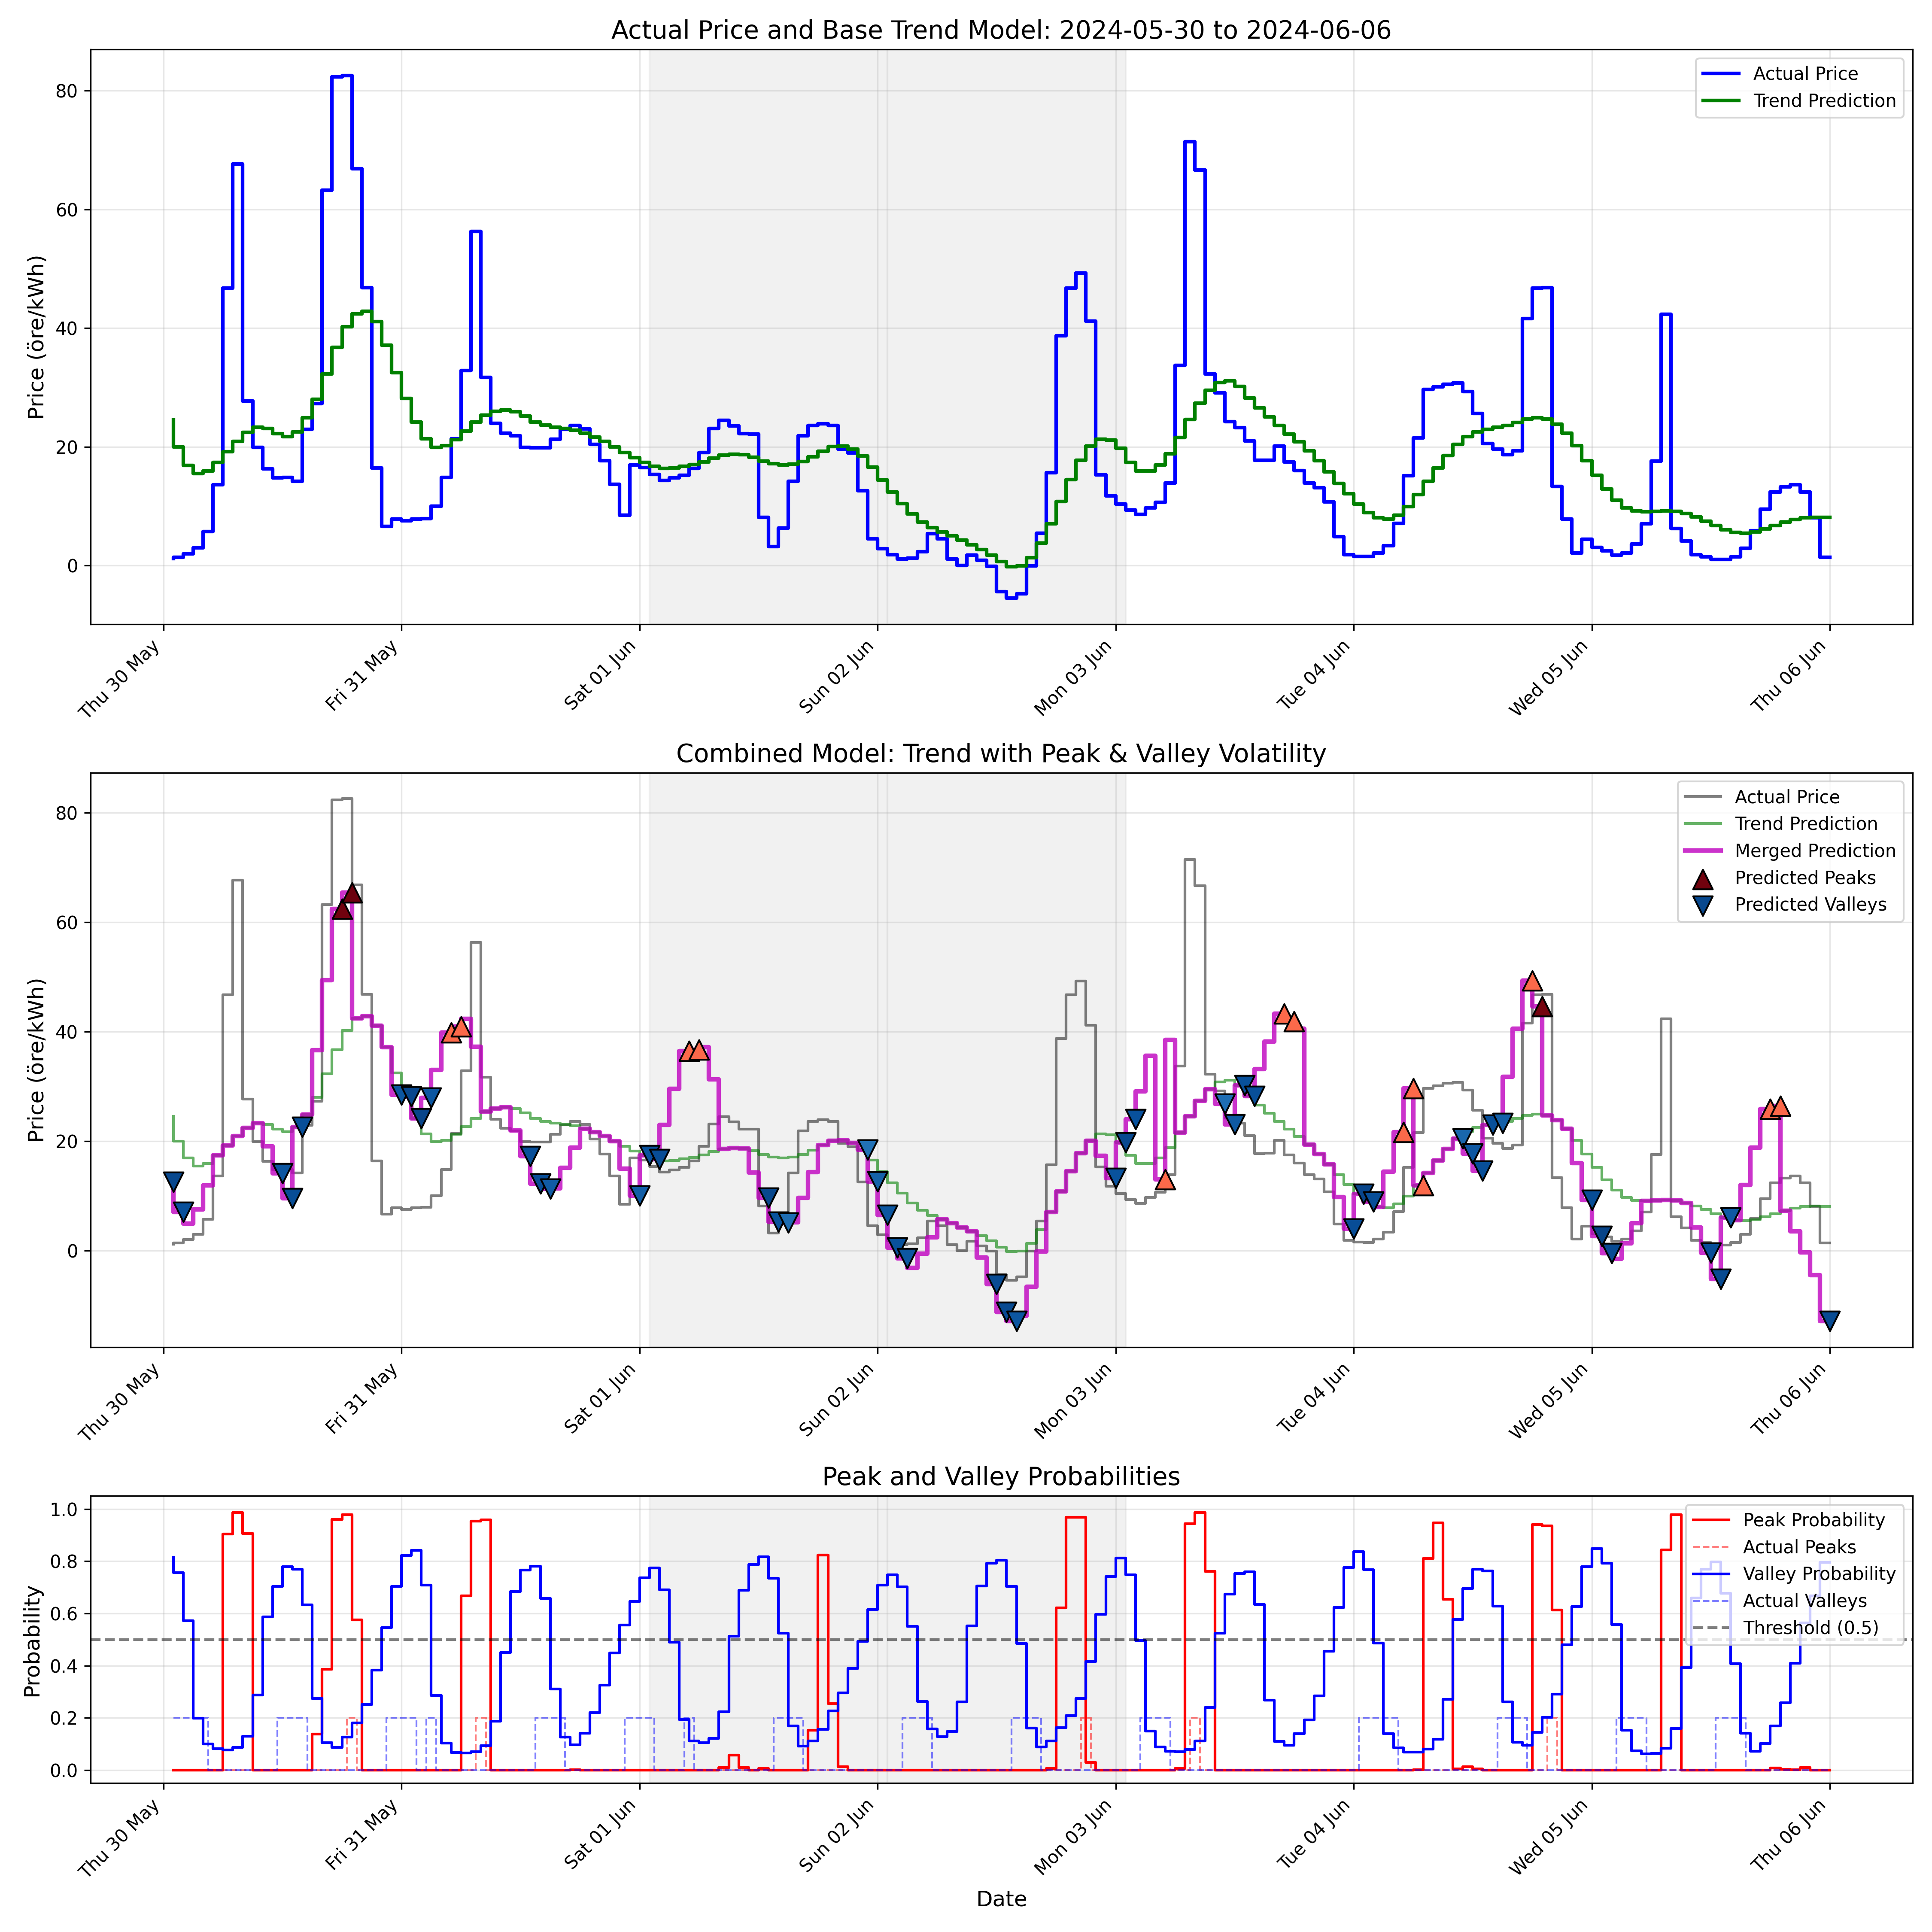 Actual Price and Base Trend Model: 2024-05-30 to 2024-06-06
Price (öre/kWh)
80
60
40
20
0
Actual Price
Trend Prediction
Thu 30 May
Fri 31 May
Sat 01 Jun
Sun 02 Jun
Mon 03 Jun
Tue 04 Jun
Wed 05 Jun
Thu 06 Jun
Combined Model: Trend with Peak & Valley Volatility
Price (öre/kWh)
80
60
40
20
0
Actual Price
Trend Prediction
Merged Prediction
Predicted Peaks
Predicted Valleys
Thu 30 May
Fri 31 May
Sat 01 Jun
Sun 02 Jun
Mon 03 Jun
Tue 04 Jun
Wed 05 Jun
Thu 06 Jun
Peak and Valley Probabilities
Probability
1.0
0.8
0.6
0.4
0.2
0.0
Peak Probability
Actual Peaks
Valley Probability
Actual Valleys
Threshold (0.5)
Thu 30 May
Fri 31 May
Sat 01 Jun
Sun 02 Jun
Mon 03 Jun
Tue 04 Jun
Wed 05 Jun
Thu 06 Jun
Date